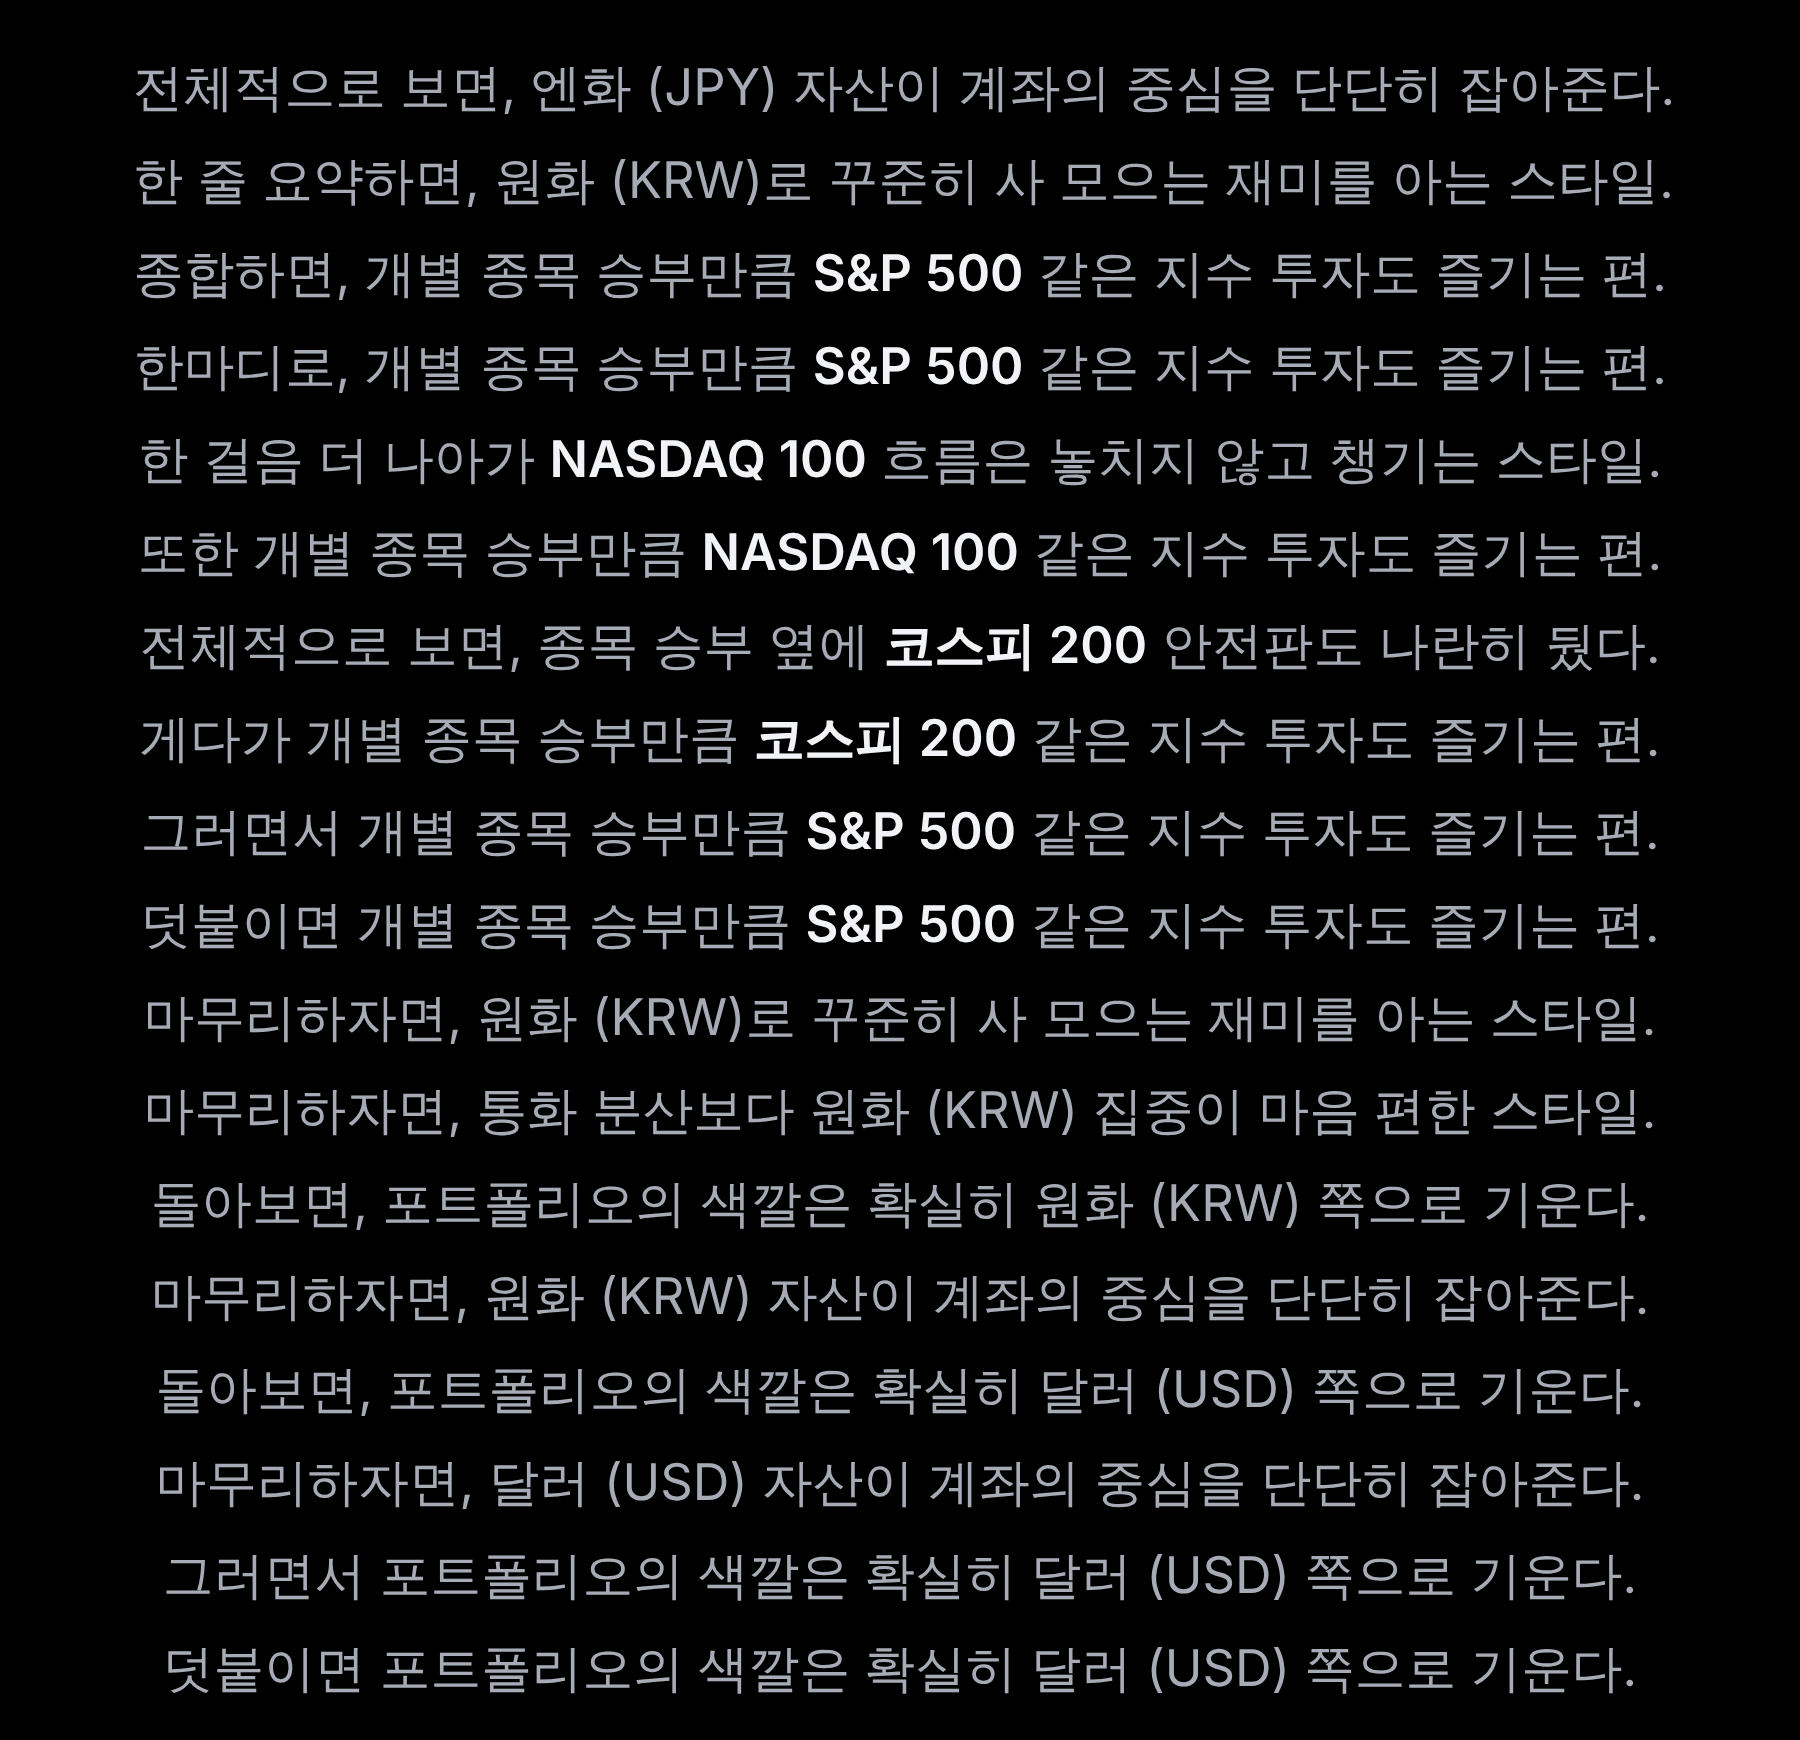 전체적으로 보면, 엔화 (JPY) 자산이 계좌의 중심을 단단히 잡아준다.
한 줄 요약하면, 원화 (KRW)로 꾸준히 사 모으는 재미를 아는 스타일.
종합하면, 개별 종목 승부만큼 S&P 500 같은 지수 투자도 즐기는 편.
한마디로, 개별 종목 승부만큼 S&P 500 같은 지수 투자도 즐기는 편.
한 걸음 더 나아가 NASDAQ 100 흐름은 놓치지 않고 챙기는 스타일.
또한 개별 종목 승부만큼 NASDAQ 100 같은 지수 투자도 즐기는 편.
전체적으로 보면, 종목 승부 옆에 코스피 200 안전판도 나란히 뒀다.
게다가 개별 종목 승부만큼 코스피 200 같은 지수 투자도 즐기는 편.
그러면서 개별 종목 승부만큼 S&P 500 같은 지수 투자도 즐기는 편.
덧붙이면 개별 종목 승부만큼 S&P 500 같은 지수 투자도 즐기는 편.
마무리하자면, 원화 (KRW)로 꾸준히 사 모으는 재미를 아는 스타일.
마무리하자면, 통화 분산보다 원화 (KRW) 집중이 마음 편한 스타일.
돌아보면, 포트폴리오의 색깔은 확실히 원화 (KRW) 쪽으로 기운다.
마무리하자면, 원화 (KRW) 자산이 계좌의 중심을 단단히 잡아준다.
돌아보면, 포트폴리오의 색깔은 확실히 달러 (USD) 쪽으로 기운다.
마무리하자면, 달러 (USD) 자산이 계좌의 중심을 단단히 잡아준다.
그러면서 포트폴리오의 색깔은 확실히 달러 (USD) 쪽으로 기운다.
덧붙이면 포트폴리오의 색깔은 확실히 달러 (USD) 쪽으로 기운다.